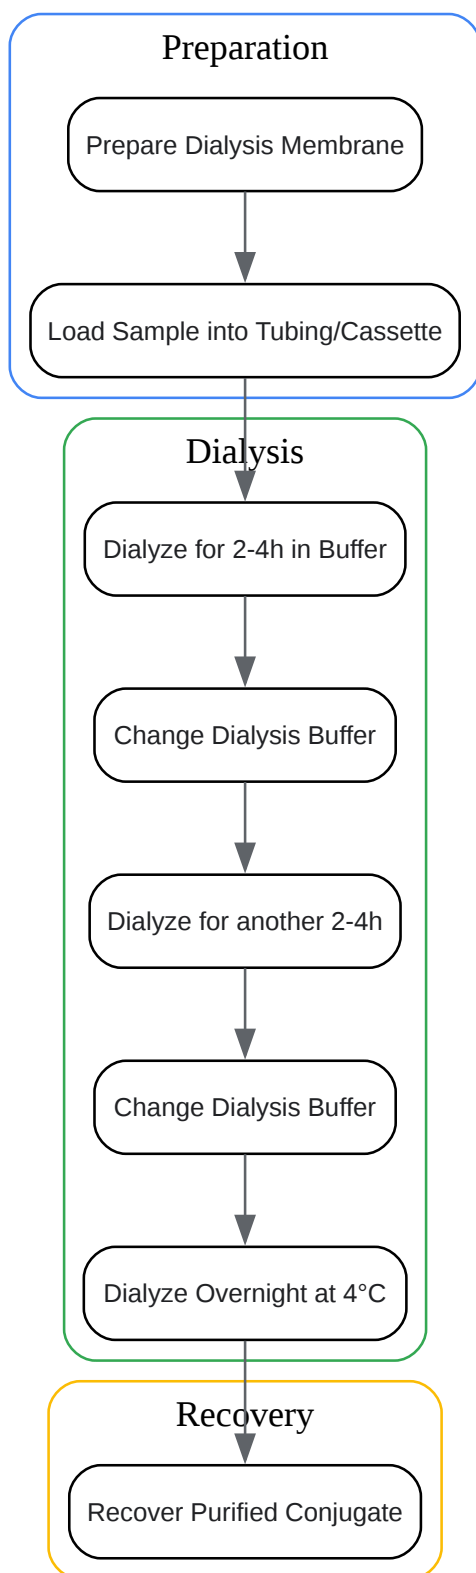 Preparation
Prepare Dialysis Membrane
Load Sample into Tubing/Cassette
Dialysis
Dialyze for 2-4h in Buffer
Change Dialysis Buffer
Dialyze for another 2-4h
Change Dialysis Buffer
Dialyze Overnight at 4°C
Recovery
Recover Purified Conjugate